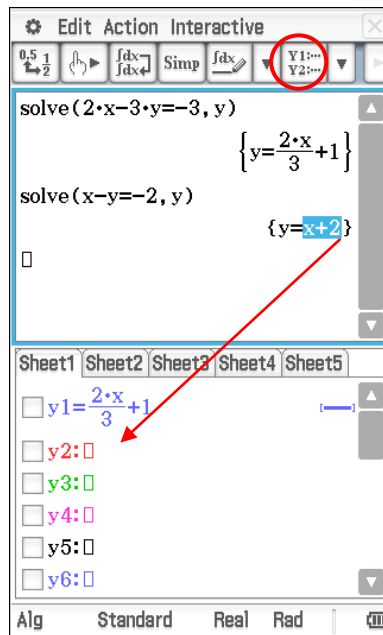 Edit Action Interactive
0.5 1/2 ∫dx ∫dx Simp ∫dx Y1:... Y2:...
solve(2·x−3·y=−3,y)
{y=2·x/3+1}
solve(x−y=−2,y)
{y=x+2}
Sheet1 Sheet2 Sheet3 Sheet4 Sheet5
y1=2·x/3+1
y2:
y3:
y4:
y5:
y6:
Alg Standard Real Rad